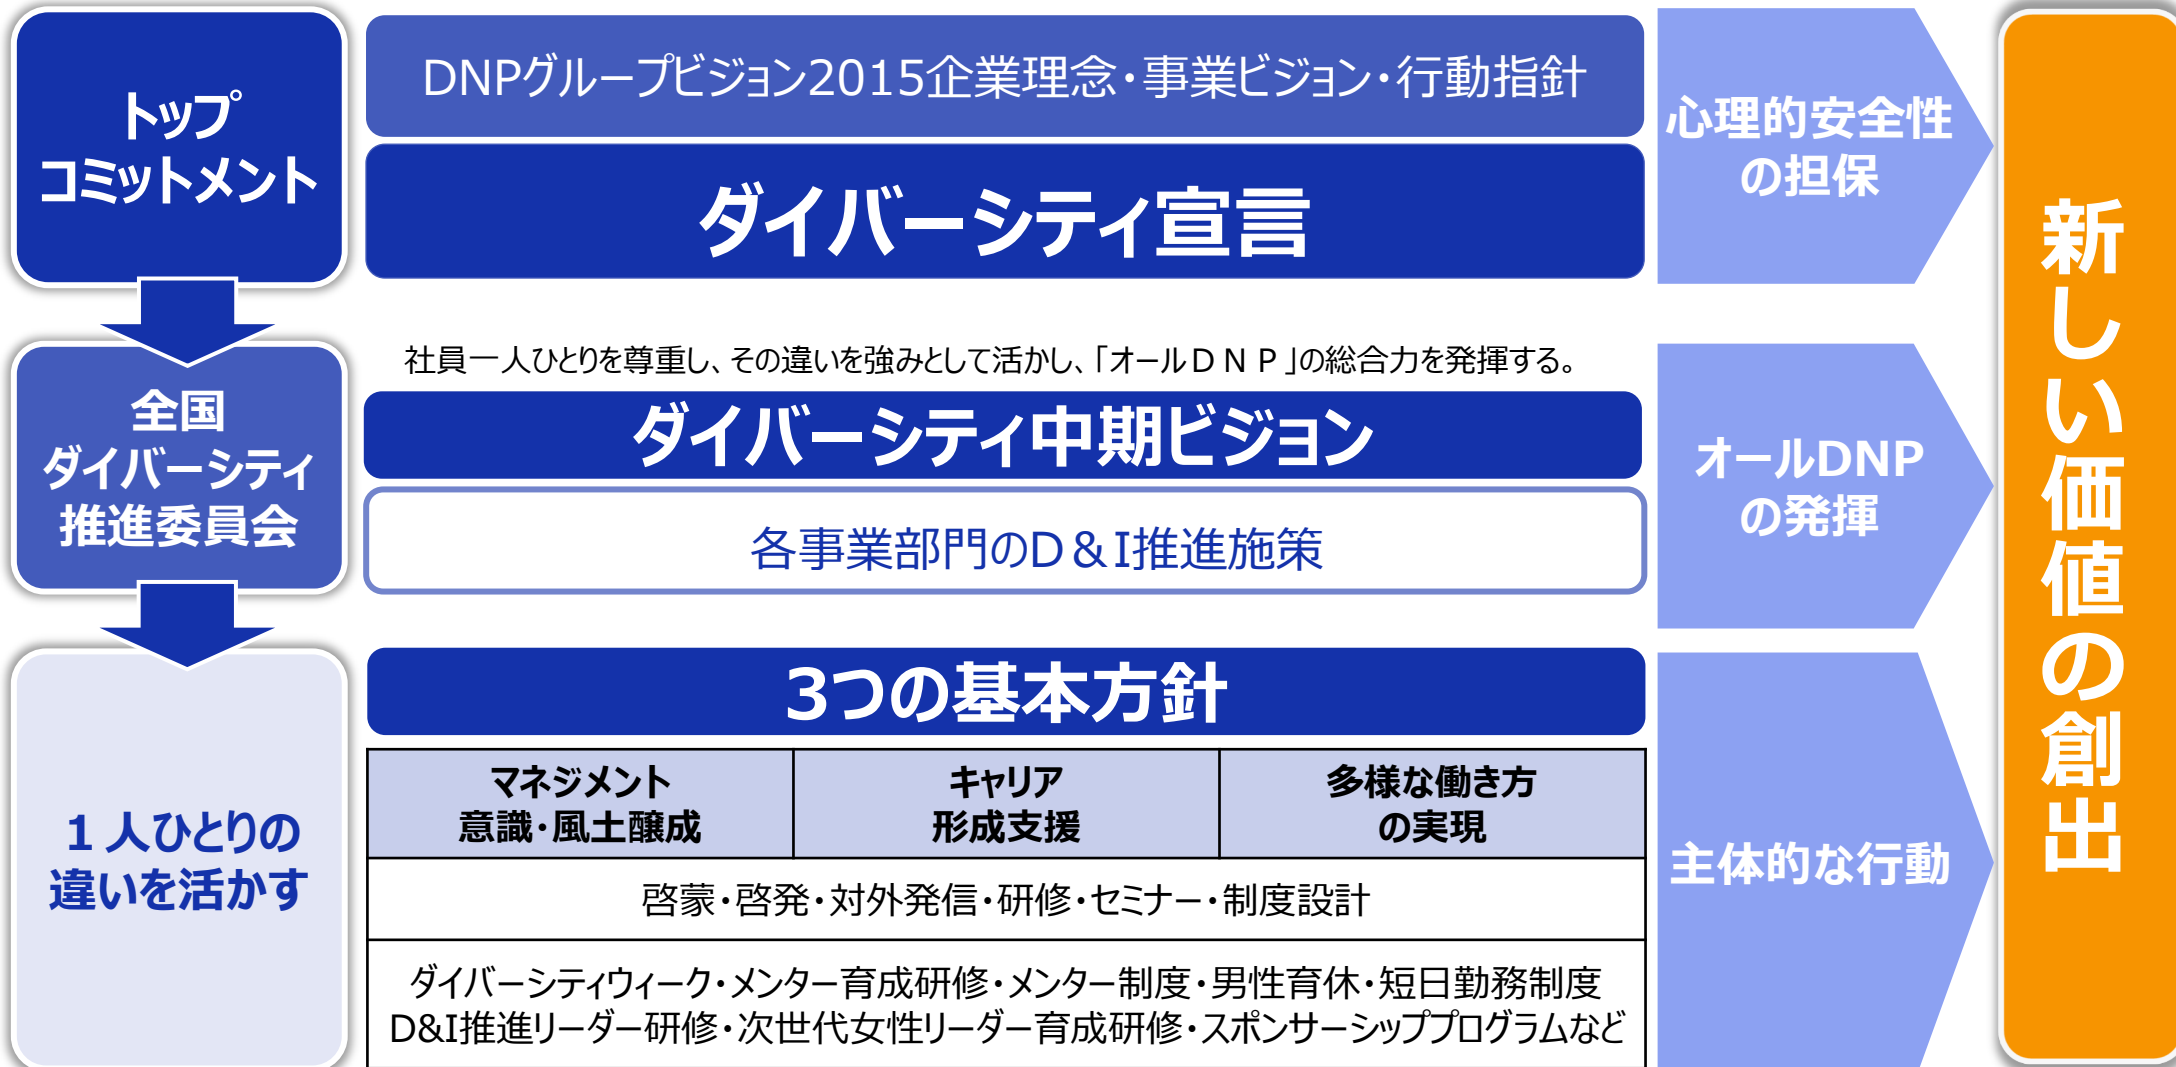 トップ
コミットメント
DNPグループビジョン2015企業理念・事業ビジョン・行動指針
ダイバーシティ宣言
心理的安全性
の担保
全国
ダイバーシティ
推進委員会
社員一人ひとりを尊重し、その違いを強みとして活かし、「オールＤＮＰ」の総合力を発揮する。
ダイバーシティ中期ビジョン
各事業部門のＤ＆Ｉ推進施策
オールDNP
の発揮
１人ひとりの
違いを活かす
3つの基本方針
マネジメント
意識・風土醸成
キャリア
形成支援
多様な働き方
の実現
啓蒙・啓発・対外発信・研修・セミナー・制度設計
ダイバーシティウィーク・メンター育成研修・メンター制度・男性育休・短日勤務制度
D&I推進リーダー研修・次世代女性リーダー育成研修・スポンサーシッププログラムなど
主体的な行動
新しい価値の創出